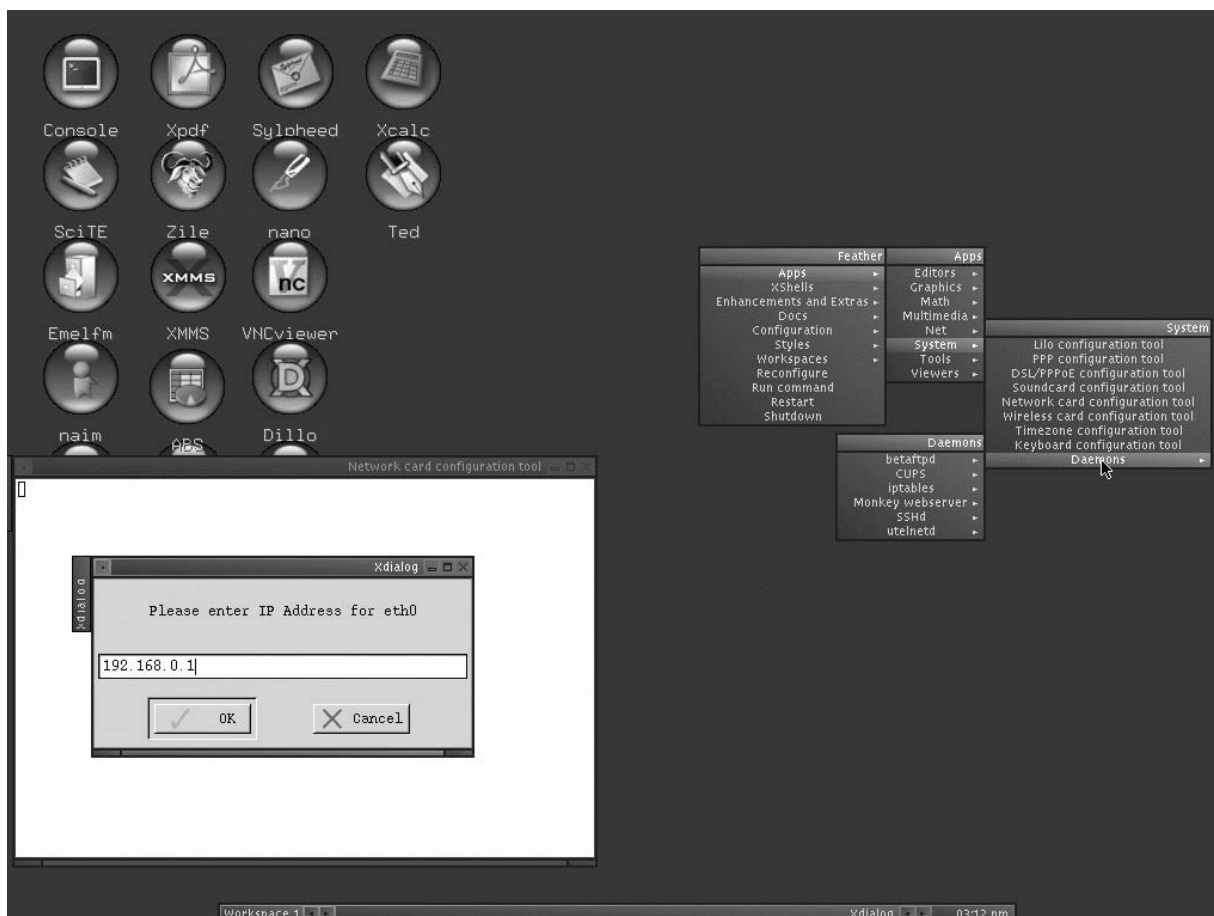 Console Xpdf Sylpheed Xcalc
SciTE Zile nano Ted
XMMS
Vnc
Emelfm XMMS VNCviewer
naim ABS Dillo
Feather
Apps
XShells
Enhancements and Extras
Docs
Configuration
Styles
Workspaces
Reconfigure
Run command
Restart
Shutdown
Apps
Editors
Graphics
Math
Multimedia
Net
System
Tools
Viewers
System
Lilo configuration tool
PPP configuration tool
DSL/PPPoE configuration tool
Soundcard configuration tool
Network card configuration tool
Wireless card configuration tool
Timezone configuration tool
Keyboard configuration tool
Daemons
Daemons
betaftpd
CUPS
iptables
Monkey webserver
SSHd
utelnetd
Network card configuration tool
Xdialog
Xdialog
Please enter IP Address for eth0
192.168.0.1
OK
Cancel
Workspace 1
Xdialog
03:12 pm